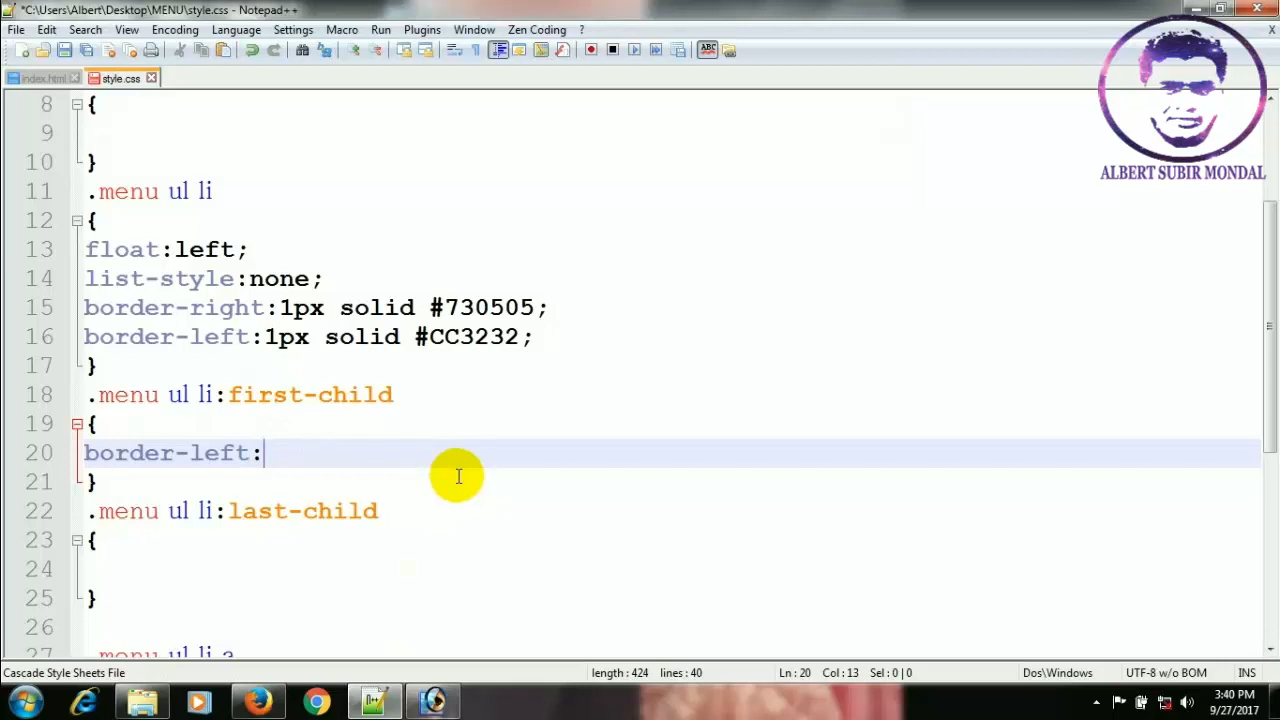 *C:\Users\Albert\Desktop\MENU\style.css - Notepad++
File Edit Search View Encoding Language Settings Macro Run Plugins Window Zen Coding ? X
ABC
index.html style.css
8 {
9
10 }
11 .menu ul li
12 {
13 float:left;
14 list-style:none;
15 border-right:1px solid #730505;
16 border-left:1px solid #CC3232;
17 }
18 .menu ul li:first-child
19 {
20 border-left:
21 }
22 .menu ul li:last-child
23 {
24
25 }
26
27 .menu ul li a
ALBERT SUBIR MONDAL
Cascade Style Sheets File length : 424 lines : 40 Ln : 20 Col : 13 Sel : 0 | 0 Dos\Windows UTF-8 w/o BOM INS
3:40 PM
9/27/2017